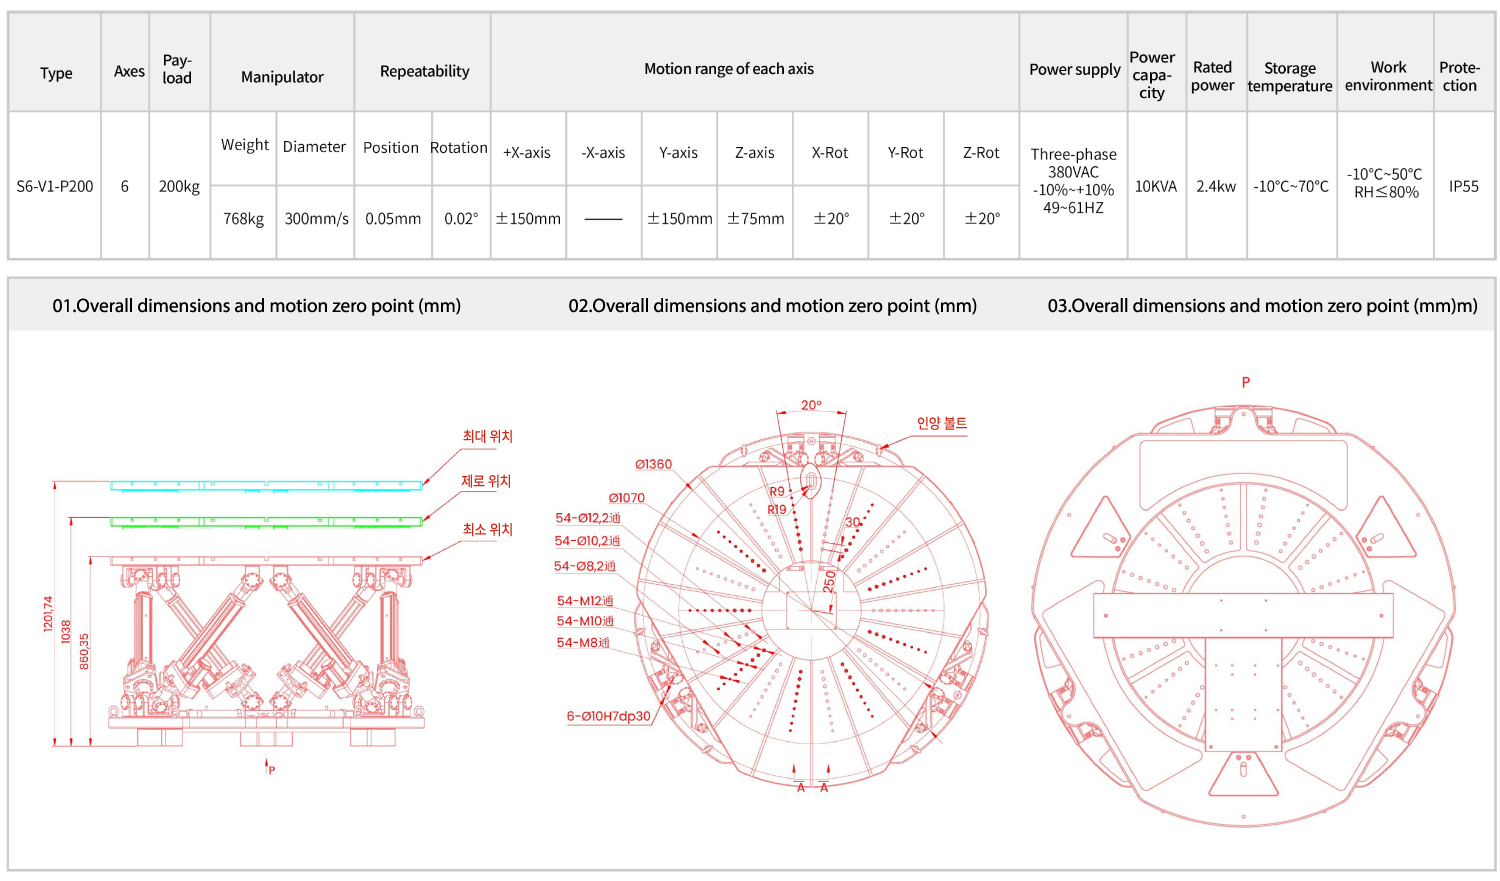 Type
Axes
Pay-
load
Manipulator
Repeatability
Motion range of each axis
Power supply
Power
capa-
city
Rated
power
Storage
temperature
Work
environment
Prote-
ction
S6-V1-P200
6
200kg
Weight
Diameter
Position
Rotation
+X-axis
-X-axis
Y-axis
Z-axis
X-Rot
Y-Rot
Z-Rot
768kg
300mm/s
0.05mm
0.02°
±150mm
——
±150mm
±75mm
±20°
±20°
±20°
Three-phase
380VAC
-10%~+10%
49~61HZ
10KVA
2.4kw
-10°C~70°C
-10°C~50°C
RH≤80%
IP55
01.Overall dimensions and motion zero point (mm)
02.Overall dimensions and motion zero point (mm)
03.Overall dimensions and motion zero point (mm)m)
최대 위치
제로 위치
최소 위치
1201,74
1038
860,35
P
20°
인양 볼트
Ø1360
Ø1070
R9
R19
30
250
54-Ø12,2通
54-Ø10,2通
54-Ø8,2通
54-M12通
54-M10通
54-M8通
6-Ø10H7dp30
A
A
P